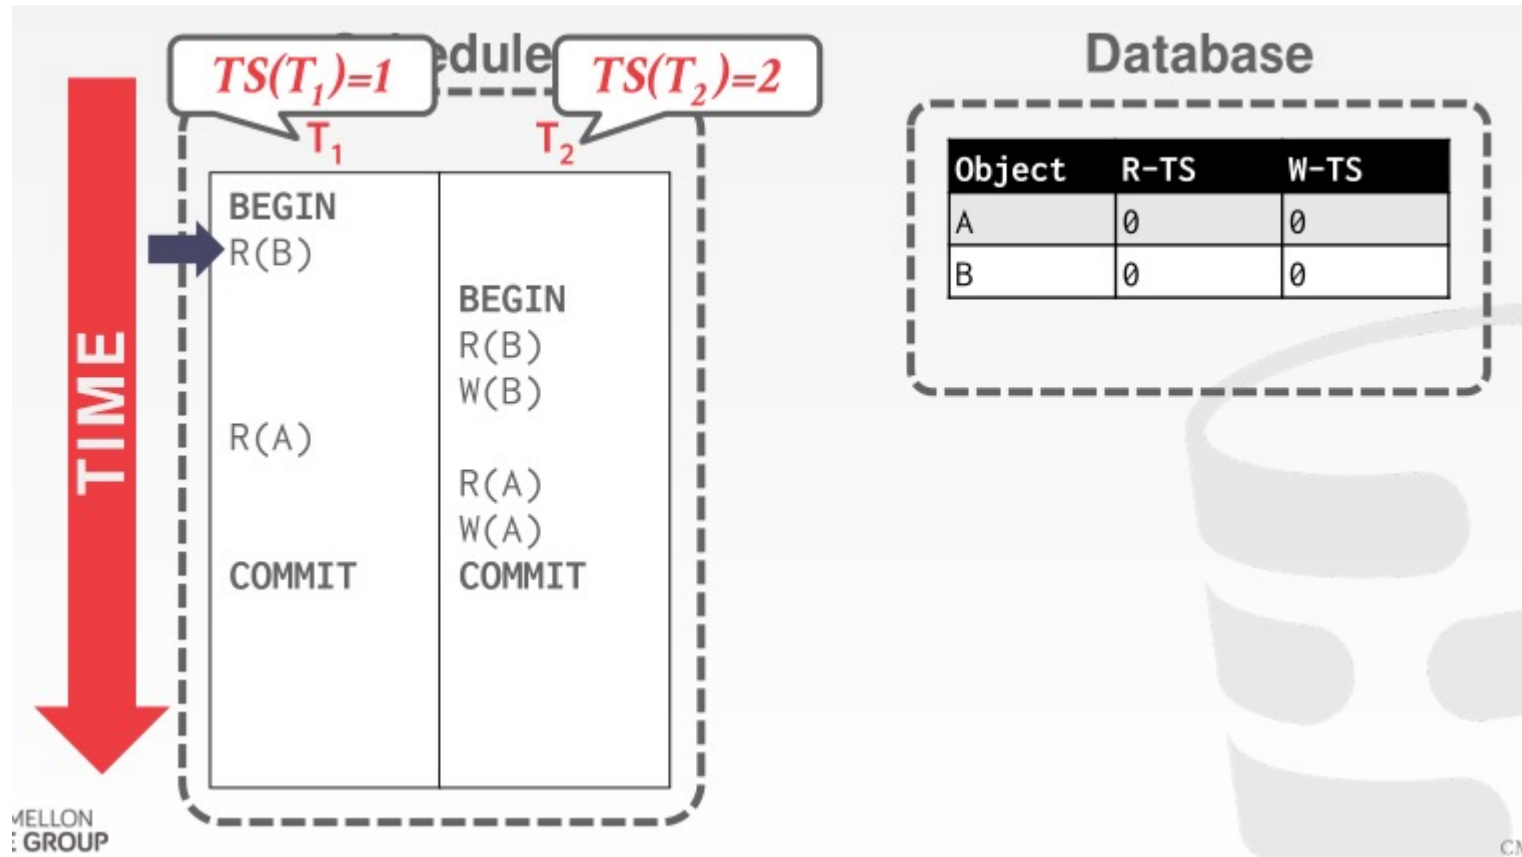 Schedule
TS(T1)=1
TS(T2)=2
T1 T2
BEGIN
R(B)
BEGIN
R(B)
W(B)
R(A)
R(A)
W(A)
COMMIT COMMIT
TIME
Database
Object R-TS W-TS
A 0 0
B 0 0
MELLON
GROUP